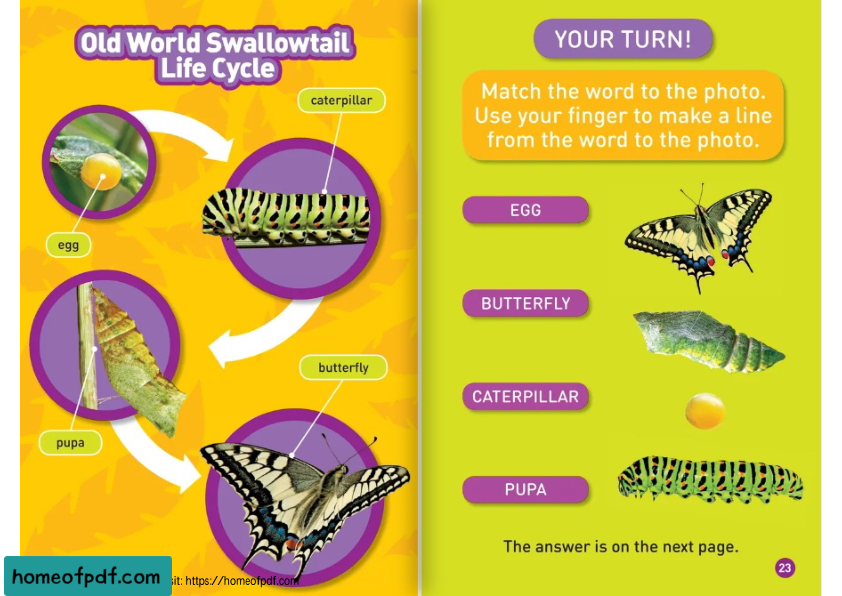 Old World Swallowtail
Life Cycle
caterpillar
egg
butterfly
pupa
YOUR TURN!
Match the word to the photo.
Use your finger to make a line
from the word to the photo.
EGG
BUTTERFLY
CATERPILLAR
PUPA
The answer is on the next page.
23
homeofpdf.com
https://homeofpdf.com